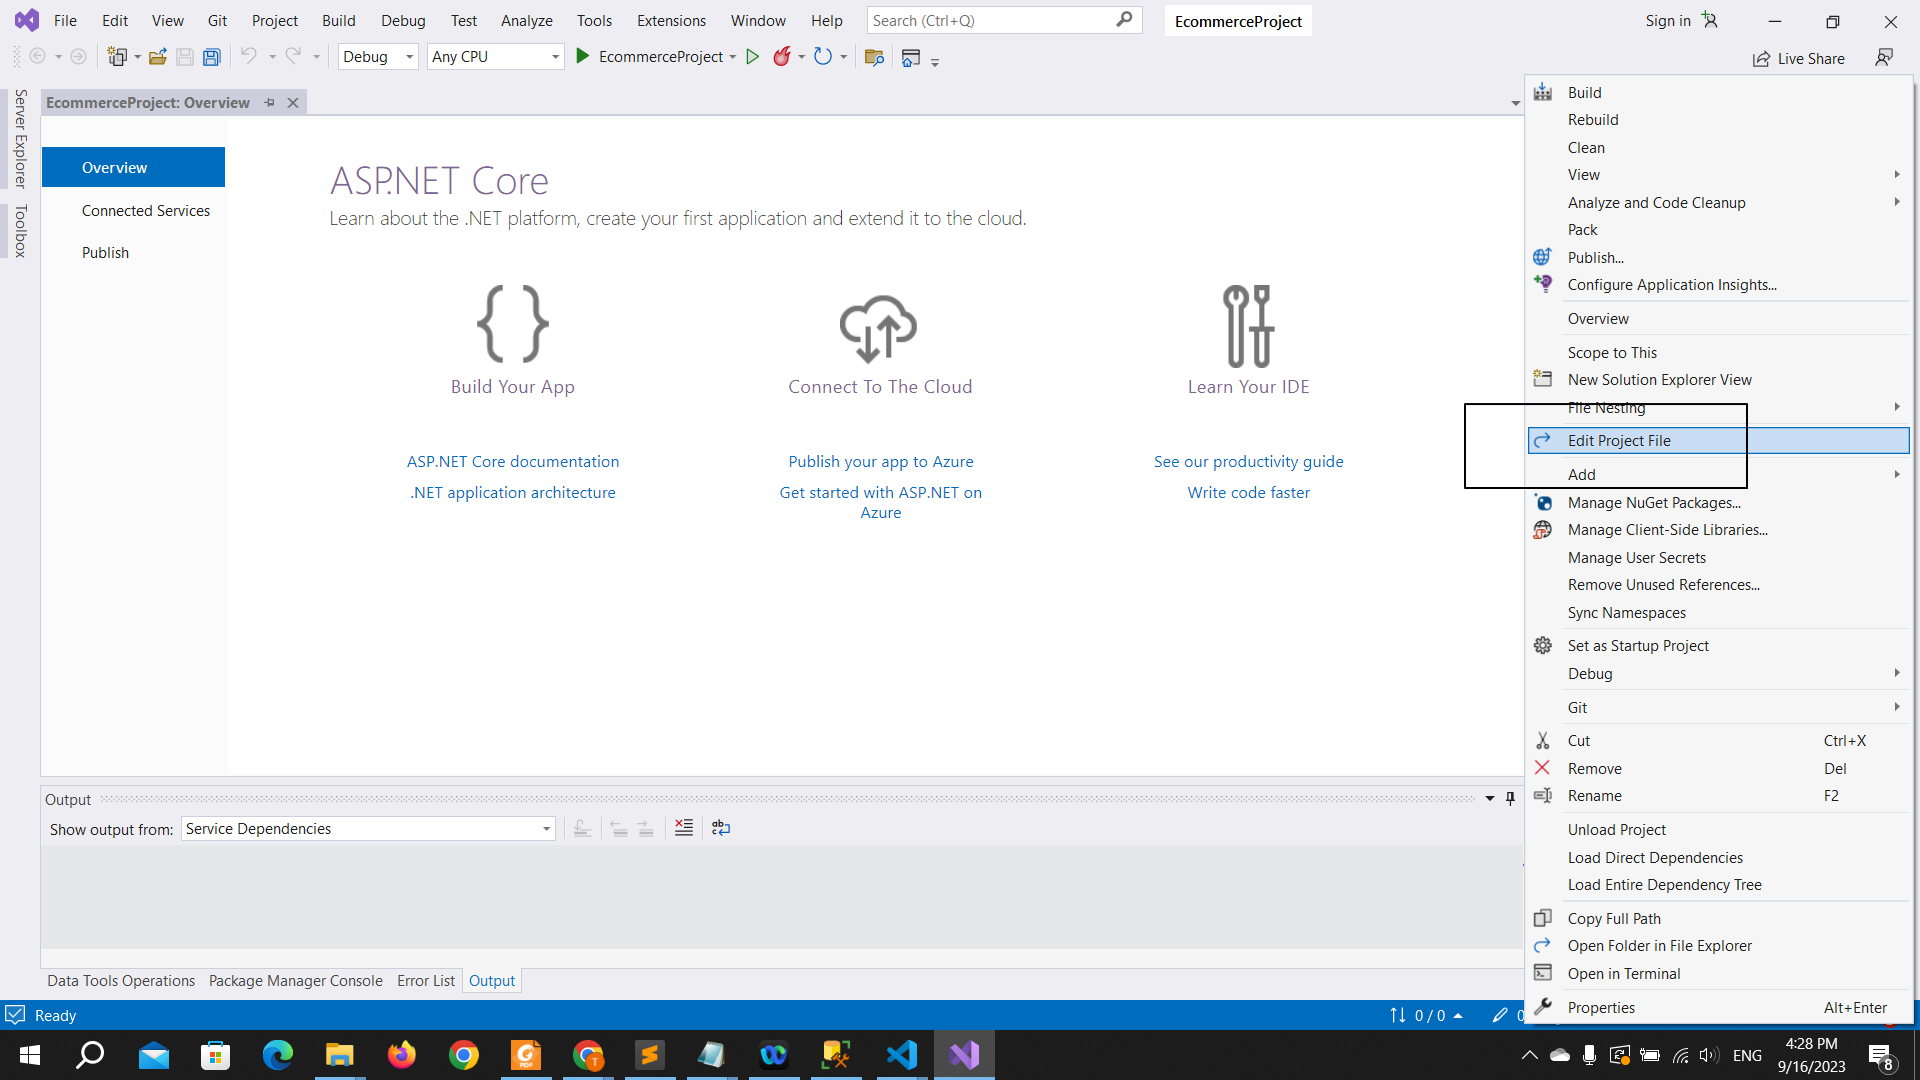 File Edit View Git Project Build Debug Test Analyze Tools Extensions Window Help Search (Ctrl+Q) EcommerceProject Sign in
Debug Any CPU EcommerceProject Live Share
Server Explorer
Toolbox
EcommerceProject: Overview
Overview
Connected Services
Publish
ASP.NET Core
Learn about the .NET platform, create your first application and extend it to the cloud.
Build Your App
ASP.NET Core documentation
.NET application architecture
Connect To The Cloud
Publish your app to Azure
Get started with ASP.NET on
Azure
Learn Your IDE
See our productivity guide
Write code faster
Build
Rebuild
Clean
View
Analyze and Code Cleanup
Pack
Publish...
Configure Application Insights...
Overview
Scope to This
New Solution Explorer View
File Nesting
Edit Project File
Add
Manage NuGet Packages...
Manage Client-Side Libraries...
Manage User Secrets
Remove Unused References...
Sync Namespaces
Set as Startup Project
Debug
Git
Cut Ctrl+X
Remove Del
Rename F2
Unload Project
Load Direct Dependencies
Load Entire Dependency Tree
Copy Full Path
Open Folder in File Explorer
Open in Terminal
Properties Alt+Enter
Output
Show output from: Service Dependencies
Data Tools Operations Package Manager Console Error List Output
Ready 0 / 0 0
ENG 4:28 PM
9/16/2023 8